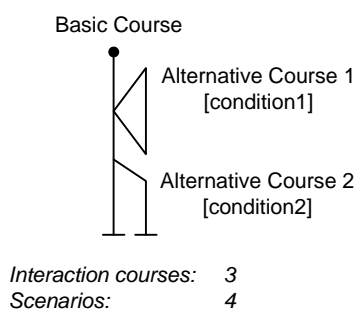 Basic Course
Alternative Course 1
[condition1]
Alternative Course 2
[condition2]
Interaction courses: 3
Scenarios: 4